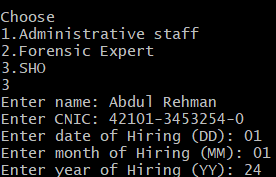 Choose
1.Administrative staff
2.Forensic Expert
3.SHO
3
Enter name: Abdul Rehman
Enter CNIC: 42101-3453254-0
Enter date of Hiring (DD): 01
Enter month of Hiring (MM): 01
Enter year of Hiring (YY): 24